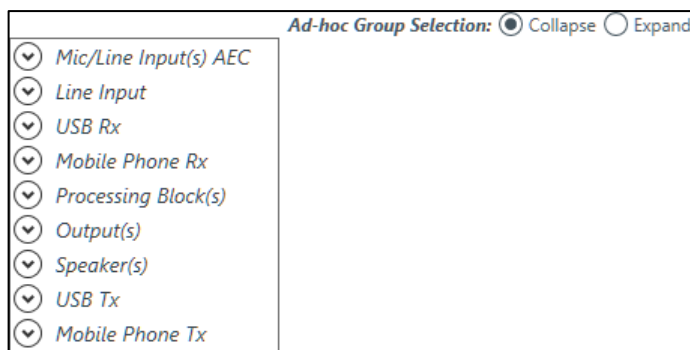 Ad-hoc Group Selection: Collapse Expand
Mic/Line Input(s) AEC
Line Input
USB Rx
Mobile Phone Rx
Processing Block(s)
Output(s)
Speaker(s)
USB Tx
Mobile Phone Tx